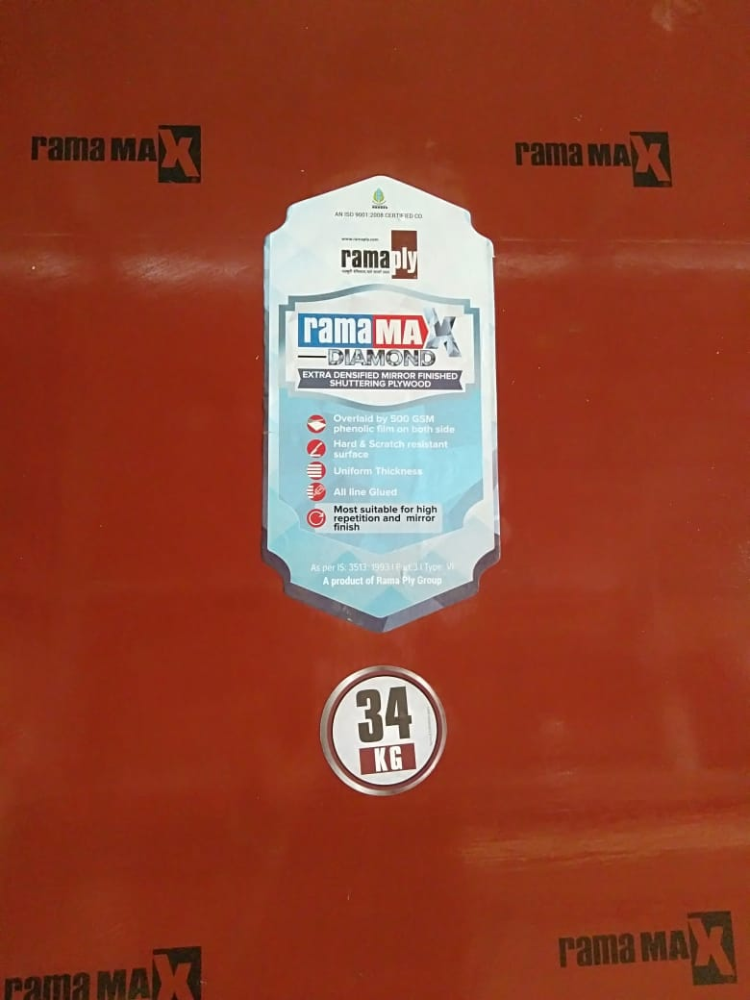 rama MAX
rama MAX
AN ISO 9001:2008 CERTIFIED CO.
www.ramaply.com
ramaply
ramaMAX
DIAMOND
EXTRA DENSIFIED MIRROR FINISHED
SHUTTERING PLYWOOD
Overlaid by 500 GSM
phenolic film on both side
Hard & Scratch resistant
surface
Uniform Thickness
All line Glued
Most suitable for high
repetition and mirror
finish
As per IS: 3513: 1993 I Part:3 I Type: VI
A product of Rama Ply Group
34
KG
rama MAX
rama MAX